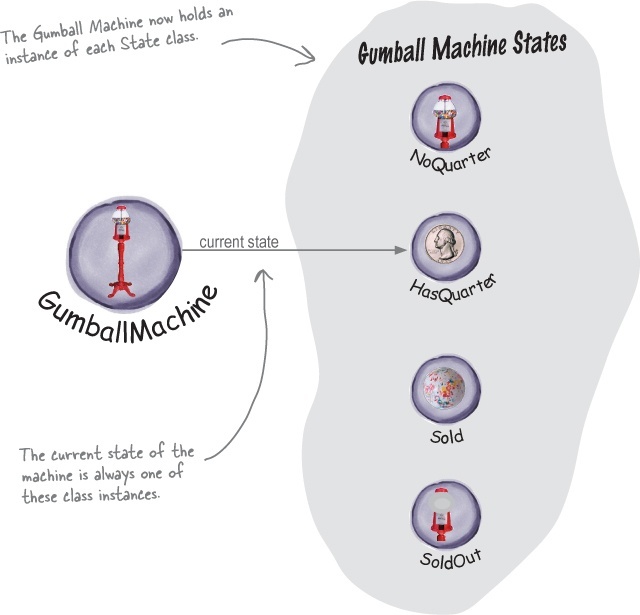 The Gumball Machine now holds an
instance of each State class.
Gumball Machine States
NoQuarter
current state
HasQuarter
GumballMachine
Sold
The current state of the
machine is always one of
these class instances.
SoldOut